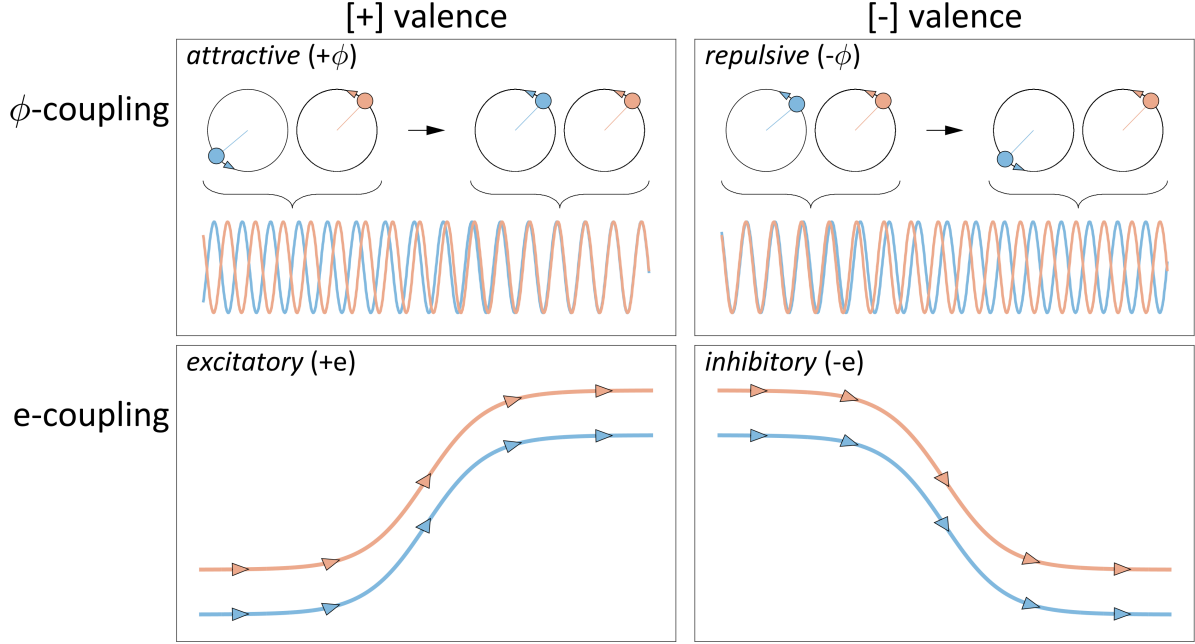 [+] valence
[-] valence
ϕ-coupling
attractive (+ϕ)
repulsive (-ϕ)
e-coupling
excitatory (+e)
inhibitory (-e)